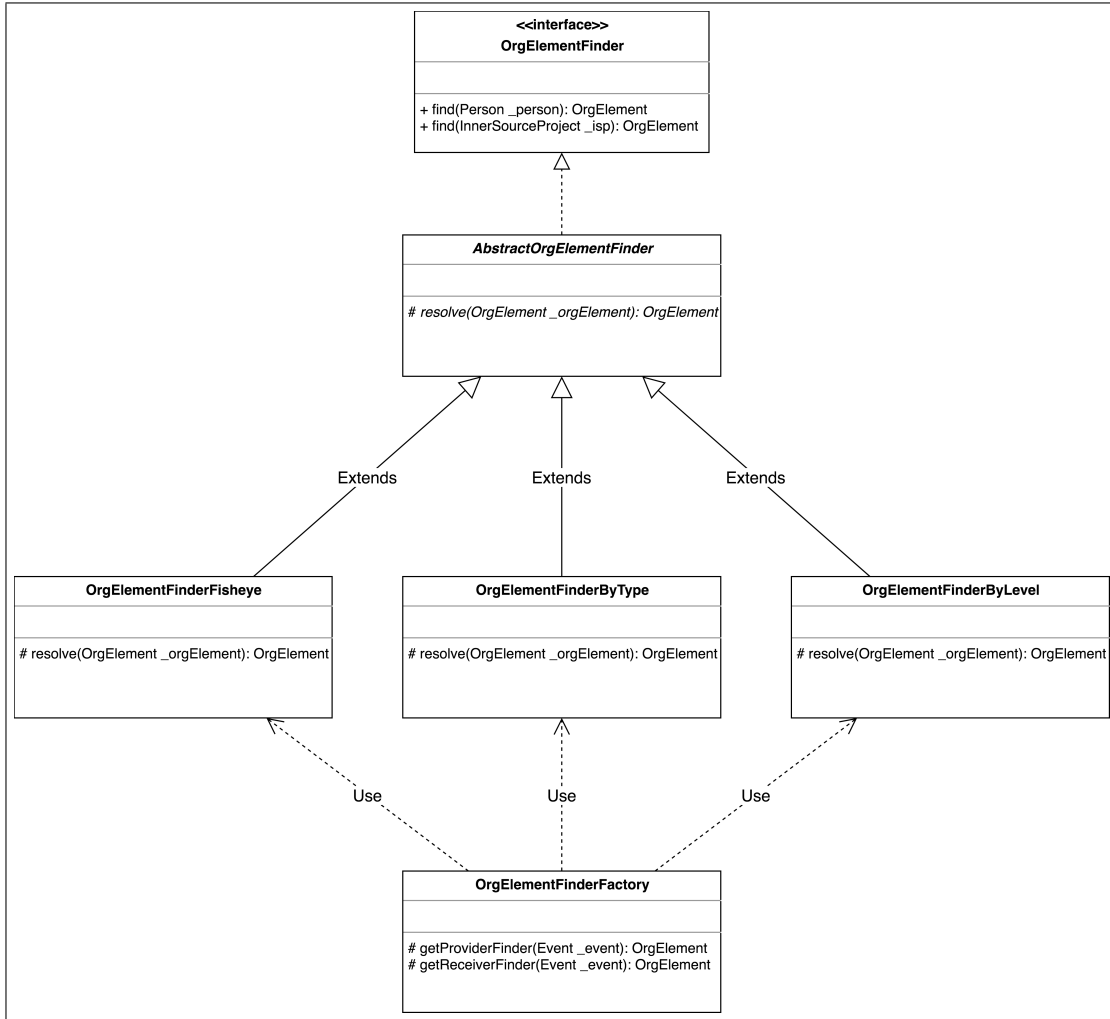 <<interface>>
OrgElementFinder
+ find(Person _person): OrgElement
+ find(InnerSourceProject _isp): OrgElement
AbstractOrgElementFinder
# resolve(OrgElement _orgElement): OrgElement
Extends
Extends
Extends
OrgElementFinderFisheye
# resolve(OrgElement _orgElement): OrgElement
OrgElementFinderByType
# resolve(OrgElement _orgElement): OrgElement
OrgElementFinderByLevel
# resolve(OrgElement _orgElement): OrgElement
Use
Use
Use
OrgElementFinderFactory
# getProviderFinder(Event _event): OrgElement
# getReceiverFinder(Event _event): OrgElement